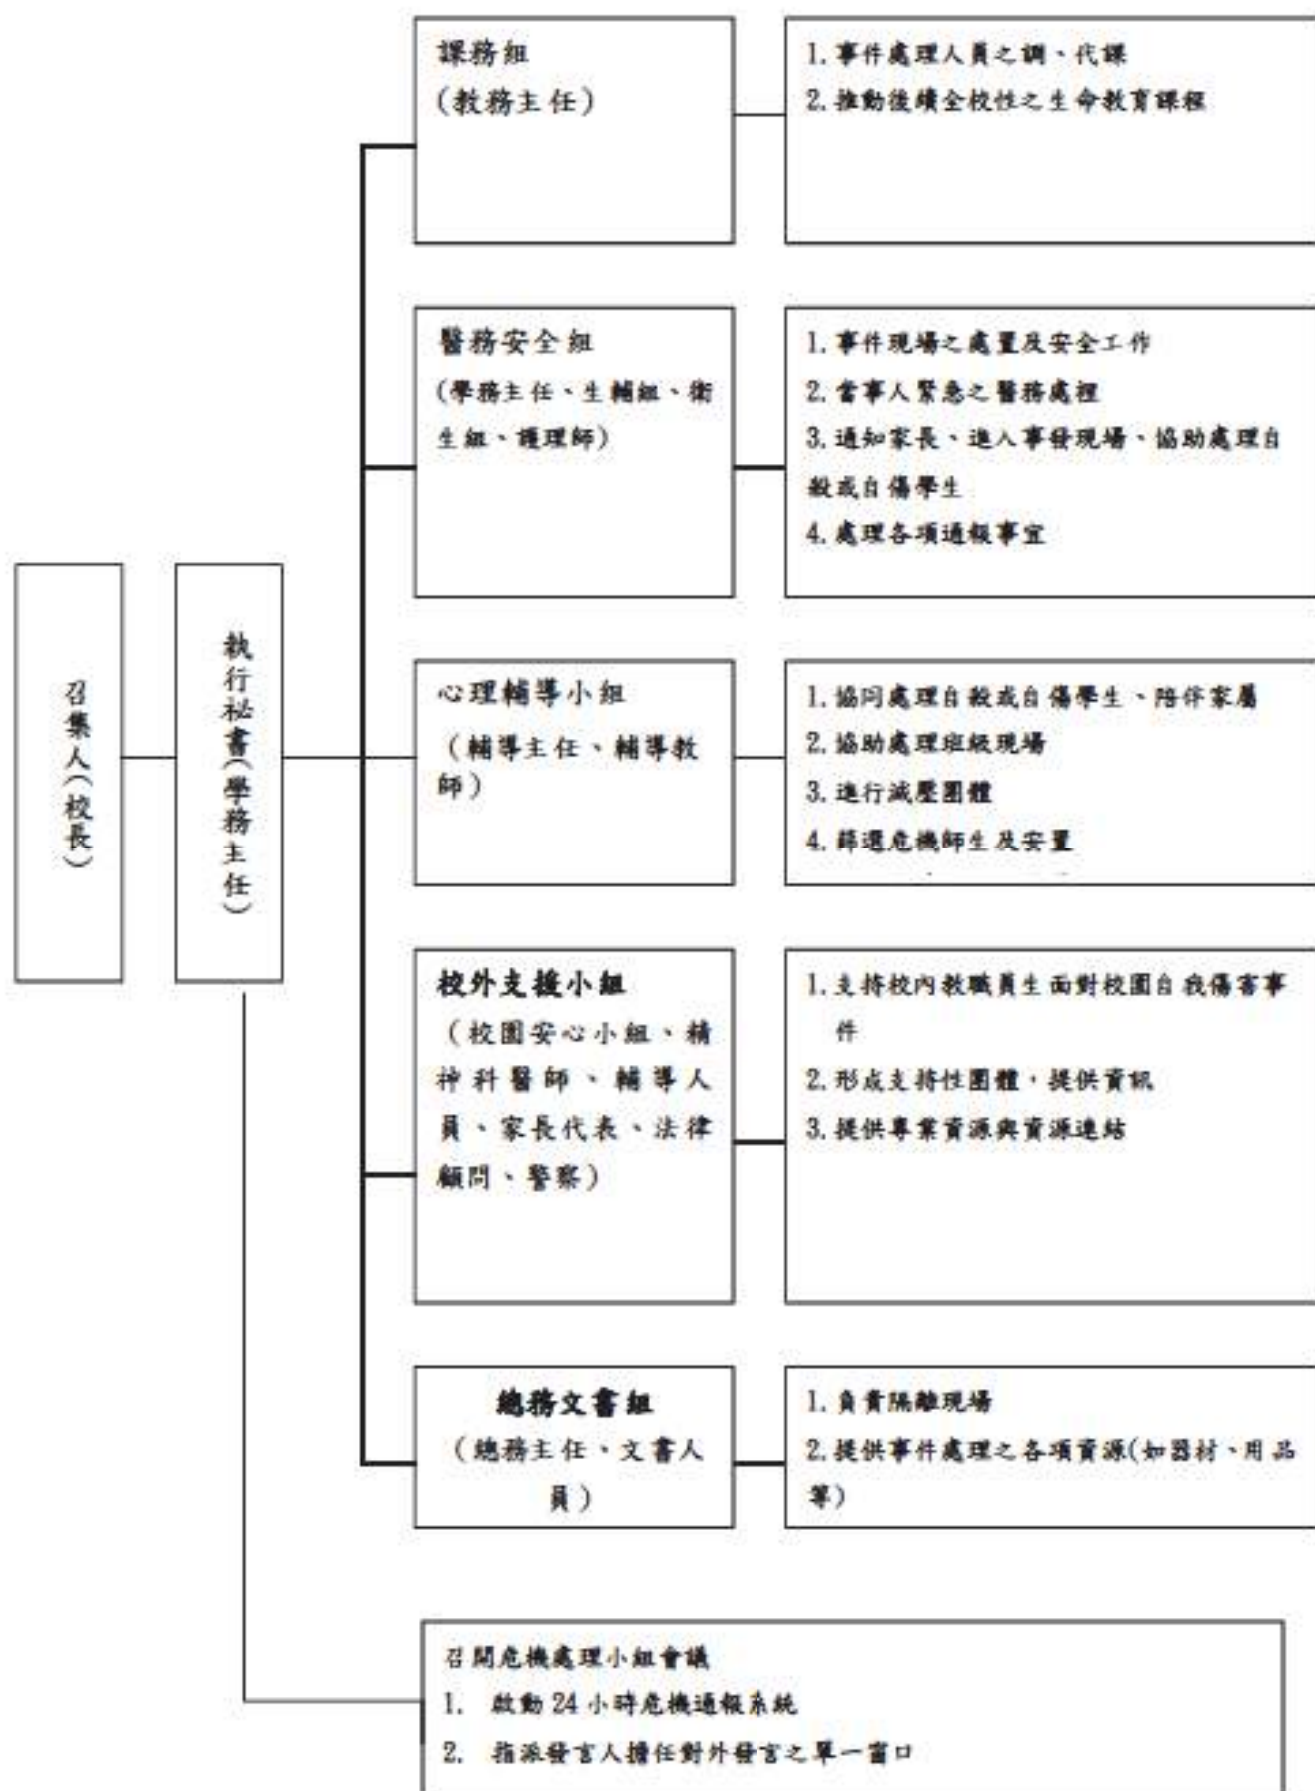 課務組
(教務主任)
1.事件處理人員之調、代課
2.推動後續全校性之生命教育課程
醫務安全組
(學務主任、生輔組、衛
生組、護理師)
1.事件現場之處置及安全工作
2.當事人緊急之醫務處裡
3.通知家長、進入事發現場、協助處理自
殺或自傷學生
4.處理各項通報事宜
召集人(校長)
執行祕書(學務主任)
心理輔導小組
(輔導主任、輔導教
師)
1.協同處理自殺或自傷學生、陪伴家屬
2.協助處理班級現場
3.進行減壓團體
4.篩選危機師生及安置
校外支援小組
(校園安心小組、精
神科醫師、輔導人
員、家長代表、法律
顧問、警察)
1.支持校內教職員生面對校園自我傷害事
件
2.形成支持性團體,提供資訊
3.提供專業資源與資源連結
總務文書組
(總務主任、文書人
員)
1.負責隔離現場
2.提供事件處理之各項資源(如器材、用品
等)
召開危機處理小組會議
1. 啟動24小時危機通報系統
2. 指派發言人擔任對外發言之單一窗口